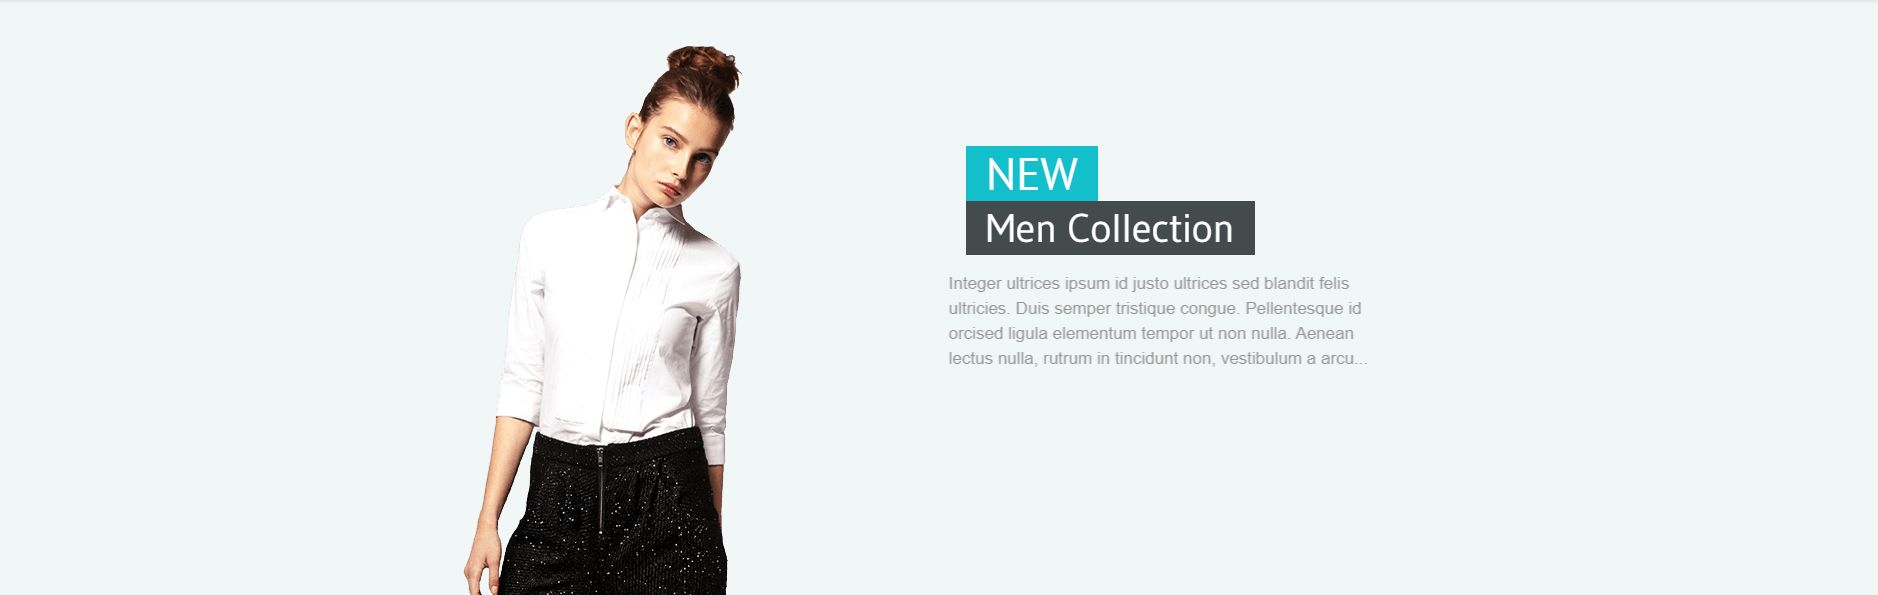 NEW
Men Collection
Integer ultrices ipsum id justo ultrices sed blandit felis
ultricies. Duis semper tristique congue. Pellentesque id
orcised ligula elementum tempor ut non nulla. Aenean
lectus nulla, rutrum in tincidunt non, vestibulum a arcu...